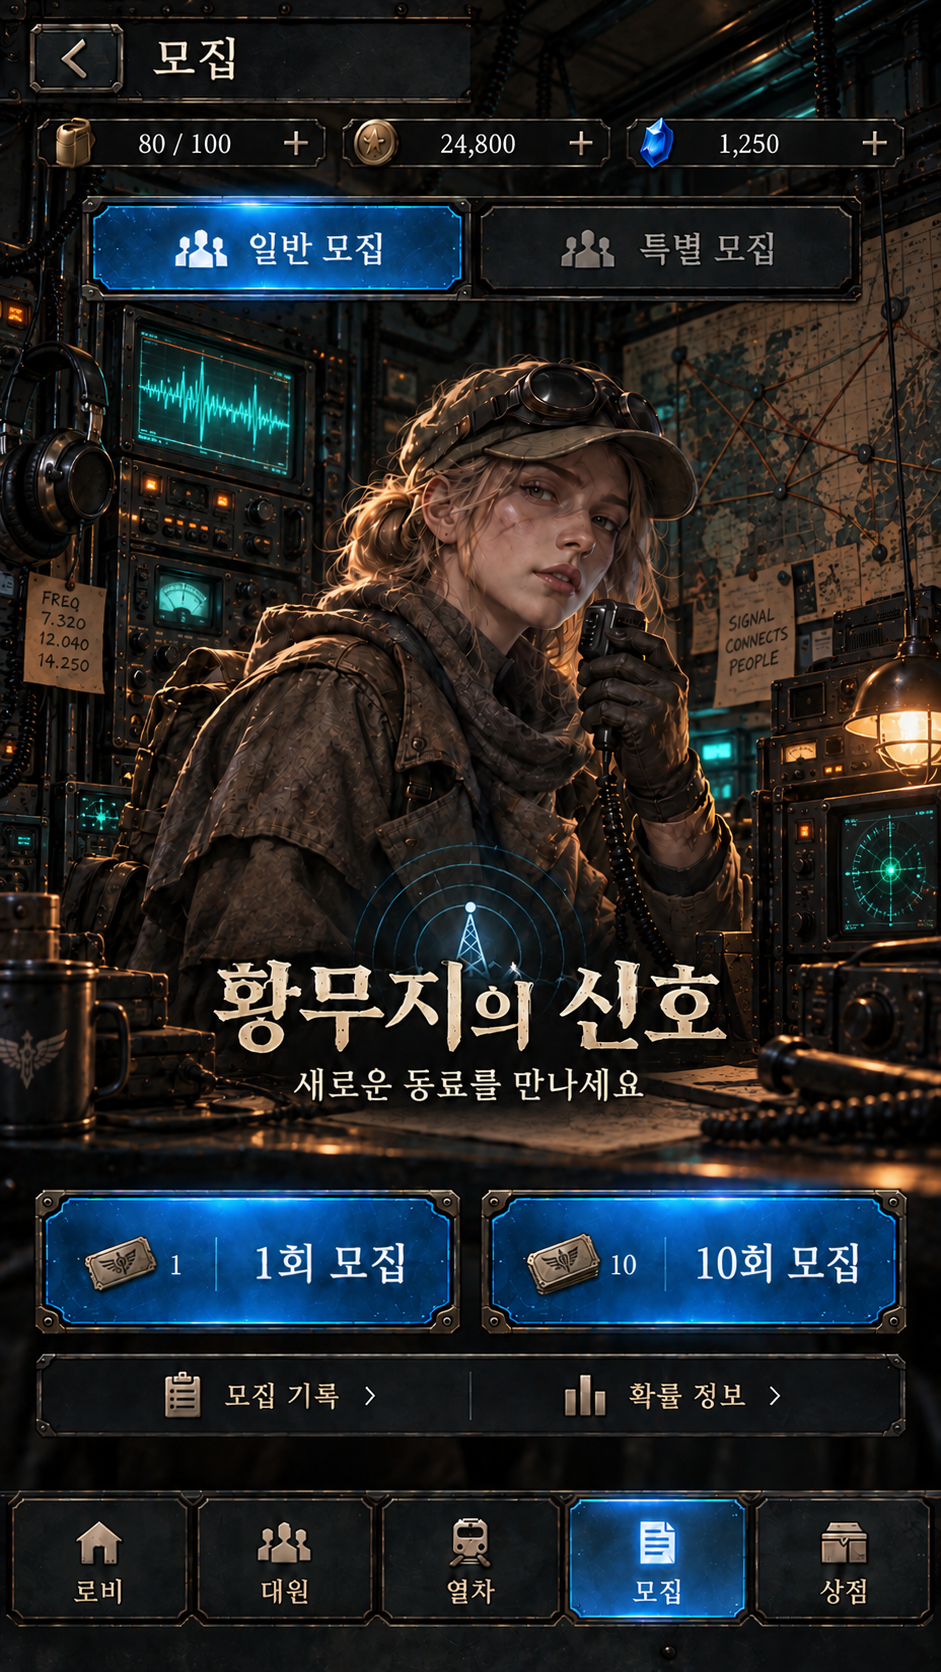 모집
80 / 100
24,800
1,250
일반 모집
특별 모집
FREQ
7.320
12.040
14.250
SIGNAL
CONNECTS
PEOPLE
황무지의 신호
새로운 동료를 만나세요
1
1회 모집
10
10회 모집
모집 기록
확률 정보
로비
대원
열차
모집
상점